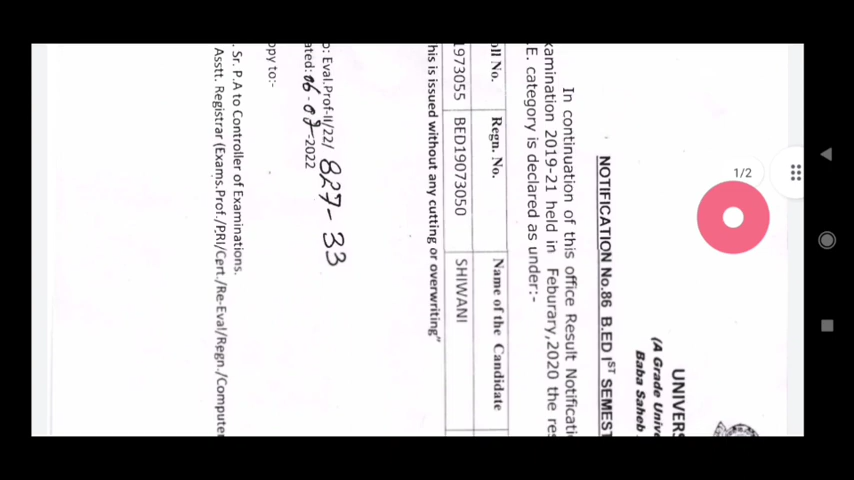 1/2
UNIVERS
(A Grade Unive
Baba Saheb
NOTIFICATION No.86 B.ED IST SEMEST
In continuation of this office Result Notificati
xamination 2019-21 held in Feburary,2020 the res
.E. category is declared as under:-
oll No. Regn. No. Name of the Candidate
1973055 BED19073050 SHIWANI
his is issued without any cutting or overwriting"
o: Eval.Prof-II/22/ 827-33
ated: 06-07-2022
opy to:-
. Sr. P.A to Controller of Examinations.
Asstt. Registrar (Exams.Prof./PRI/Cert./Re-Eval/Regn./Computer